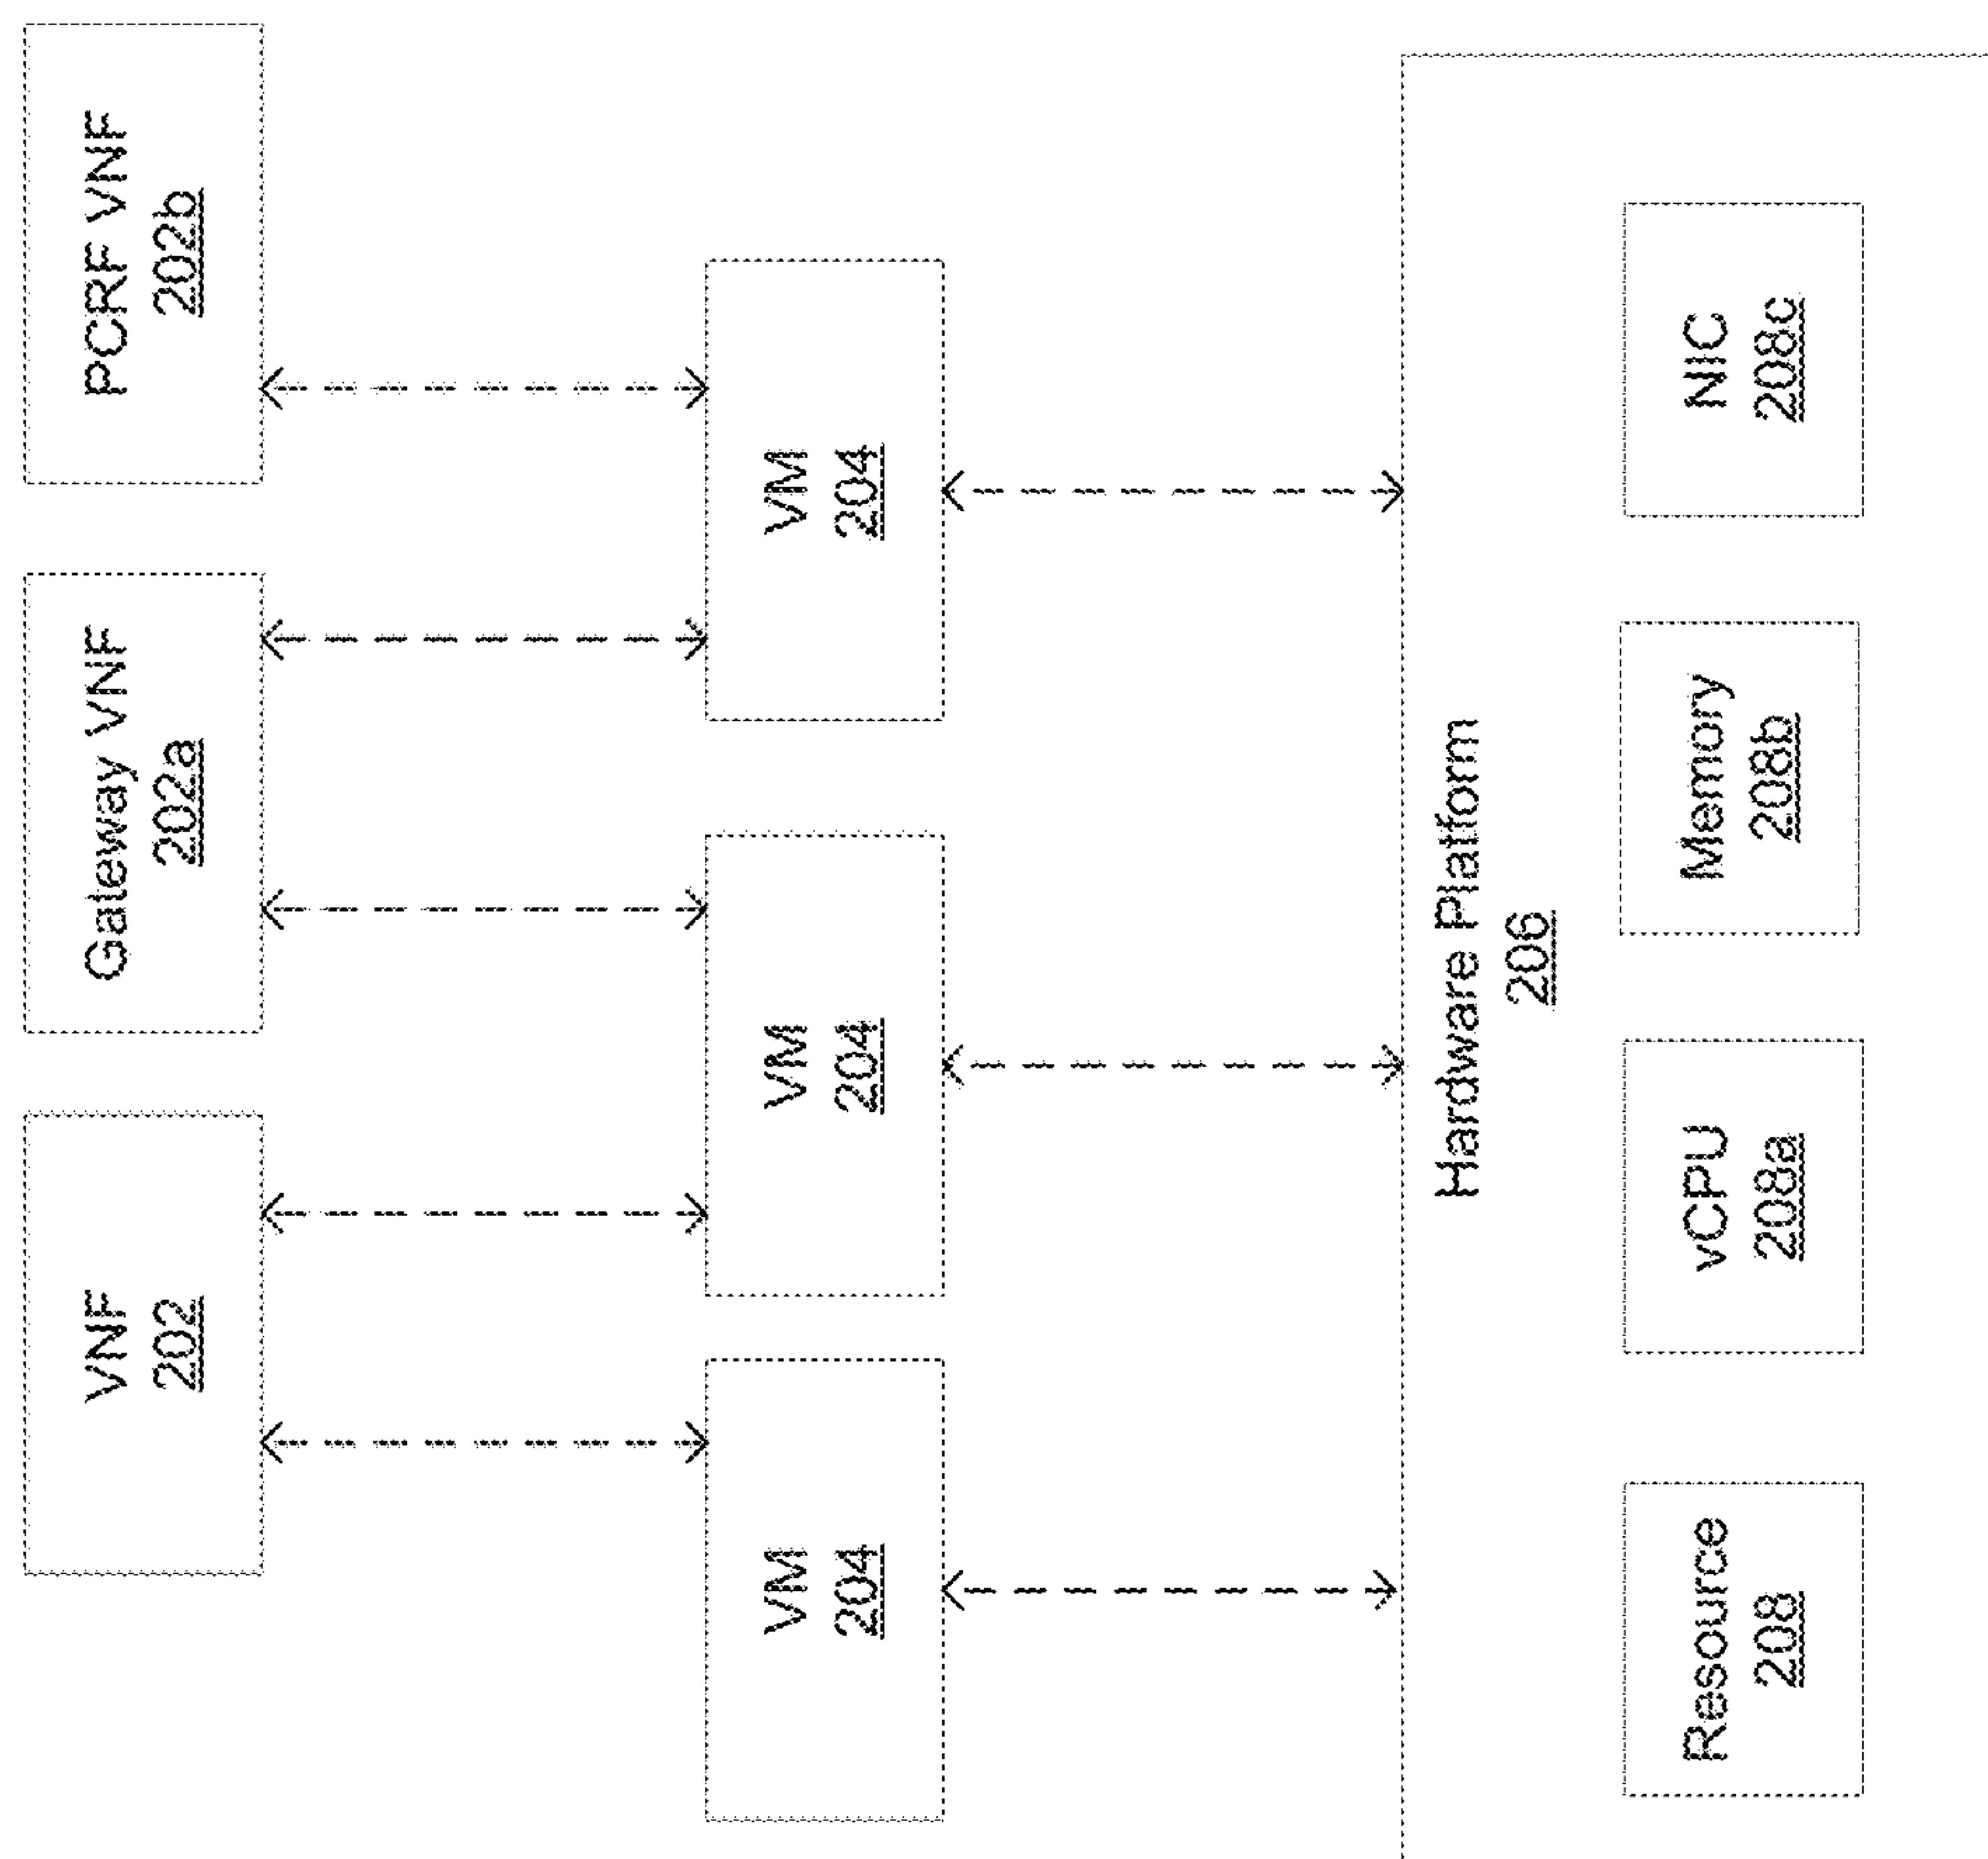 VNF
202
Gateway VNF
202a
PCRF VNF
202b
VM
204
VM
204
VM
204
Hardware Platform
206
Resource
208
vCPU
208a
Memory
208b
NIC
208c